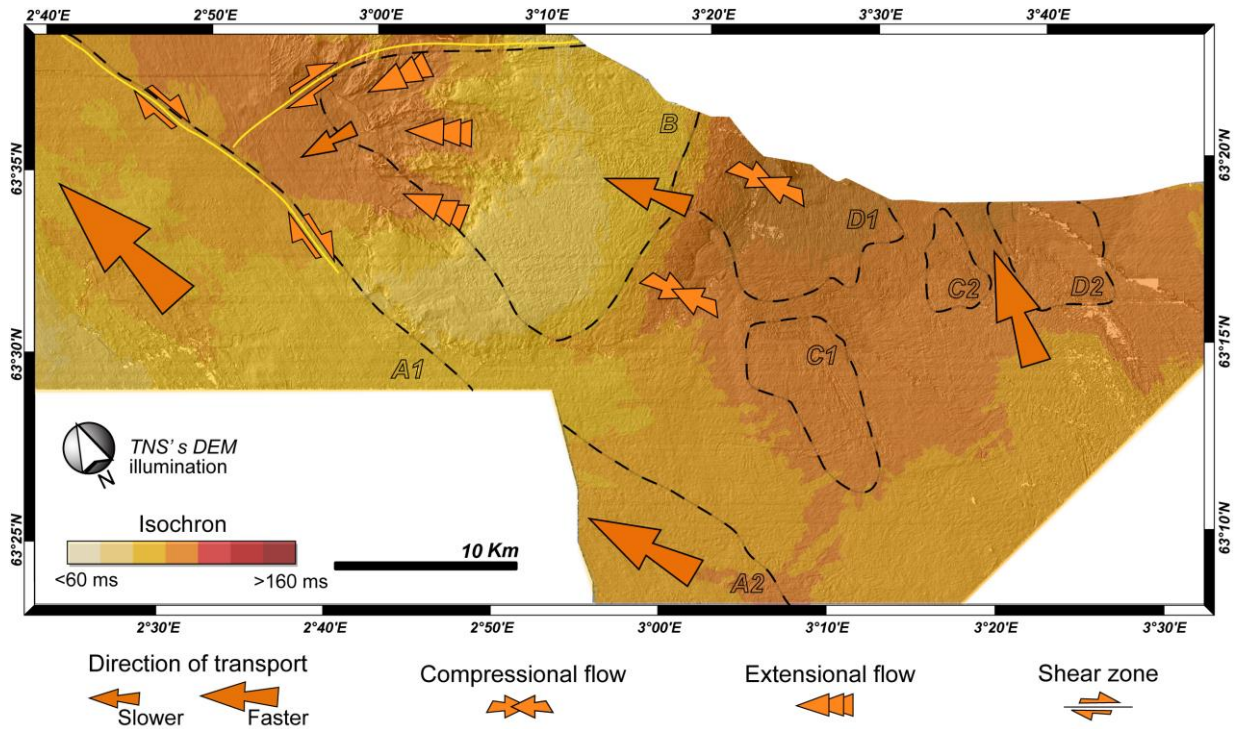 2°40'E 2°50'E 3°00'E 3°10'E 3°20'E 3°30'E 3°40'E
63°35'N
63°30'N
63°25'N
63°20'N
63°15'N
63°10'N
B
D1
C2
D2
C1
A1
A2
TNS' s DEM
illumination
N
Isochron
<60 ms >160 ms
10 Km
2°30'E 2°40'E 2°50'E 3°00'E 3°10'E 3°20'E 3°30'E
Direction of transport
Slower Faster
Compressional flow
Extensional flow
Shear zone